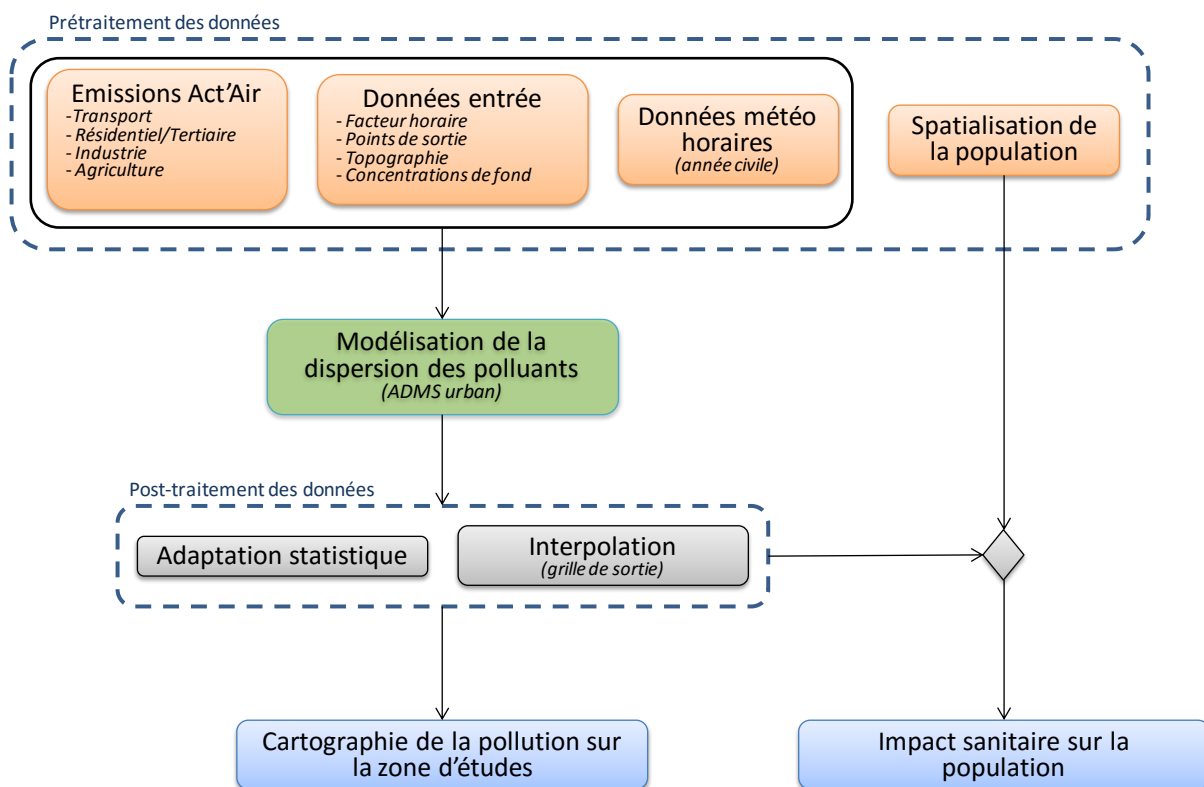 Prétraitement des données
Emissions Act’Air
-Transport
- Résidentiel/Tertiaire
- Industrie
- Agriculture
Données entrée
- Facteur horaire
- Points de sortie
- Topographie
- Concentrations de fond
Données météo
horaires
(année civile)
Spatialisation de
la population
Modélisation de la
dispersion des polluants
(ADMS urban)
Post-traitement des données
Adaptation statistique
Interpolation
(grille de sortie)
Cartographie de la pollution sur
la zone d’études
Impact sanitaire sur la
population